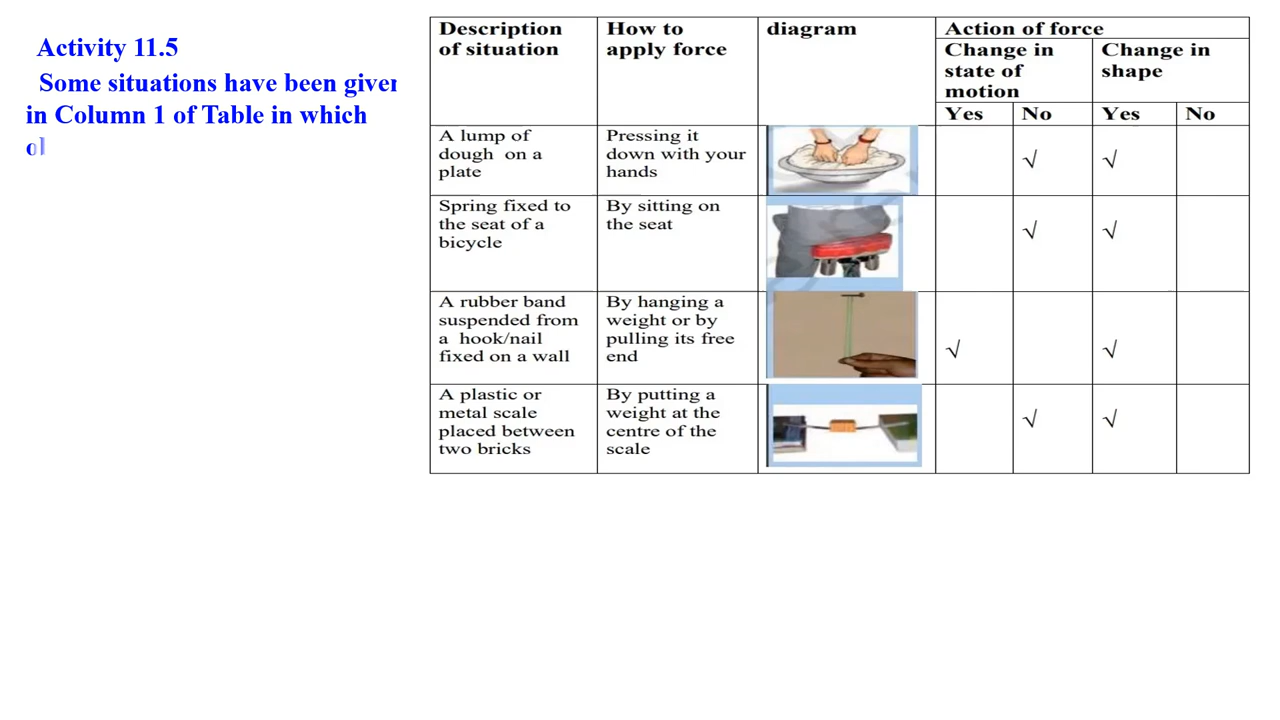 Activity 11.5
Some situations have been given
in Column 1 of Table in which
Description
of situation
How to
apply force
diagram
Action of force
Change in
state of
motion
Change in
shape
Yes
No
Yes
No
A lump of
dough on a
plate
Pressing it
down with your
hands
√
√
Spring fixed to
the seat of a
bicycle
By sitting on
the seat
√
√
A rubber band
suspended from
a hook/nail
fixed on a wall
By hanging a
weight or by
pulling its free
end
√
√
A plastic or
metal scale
placed between
two bricks
By putting a
weight at the
centre of the
scale
√
√